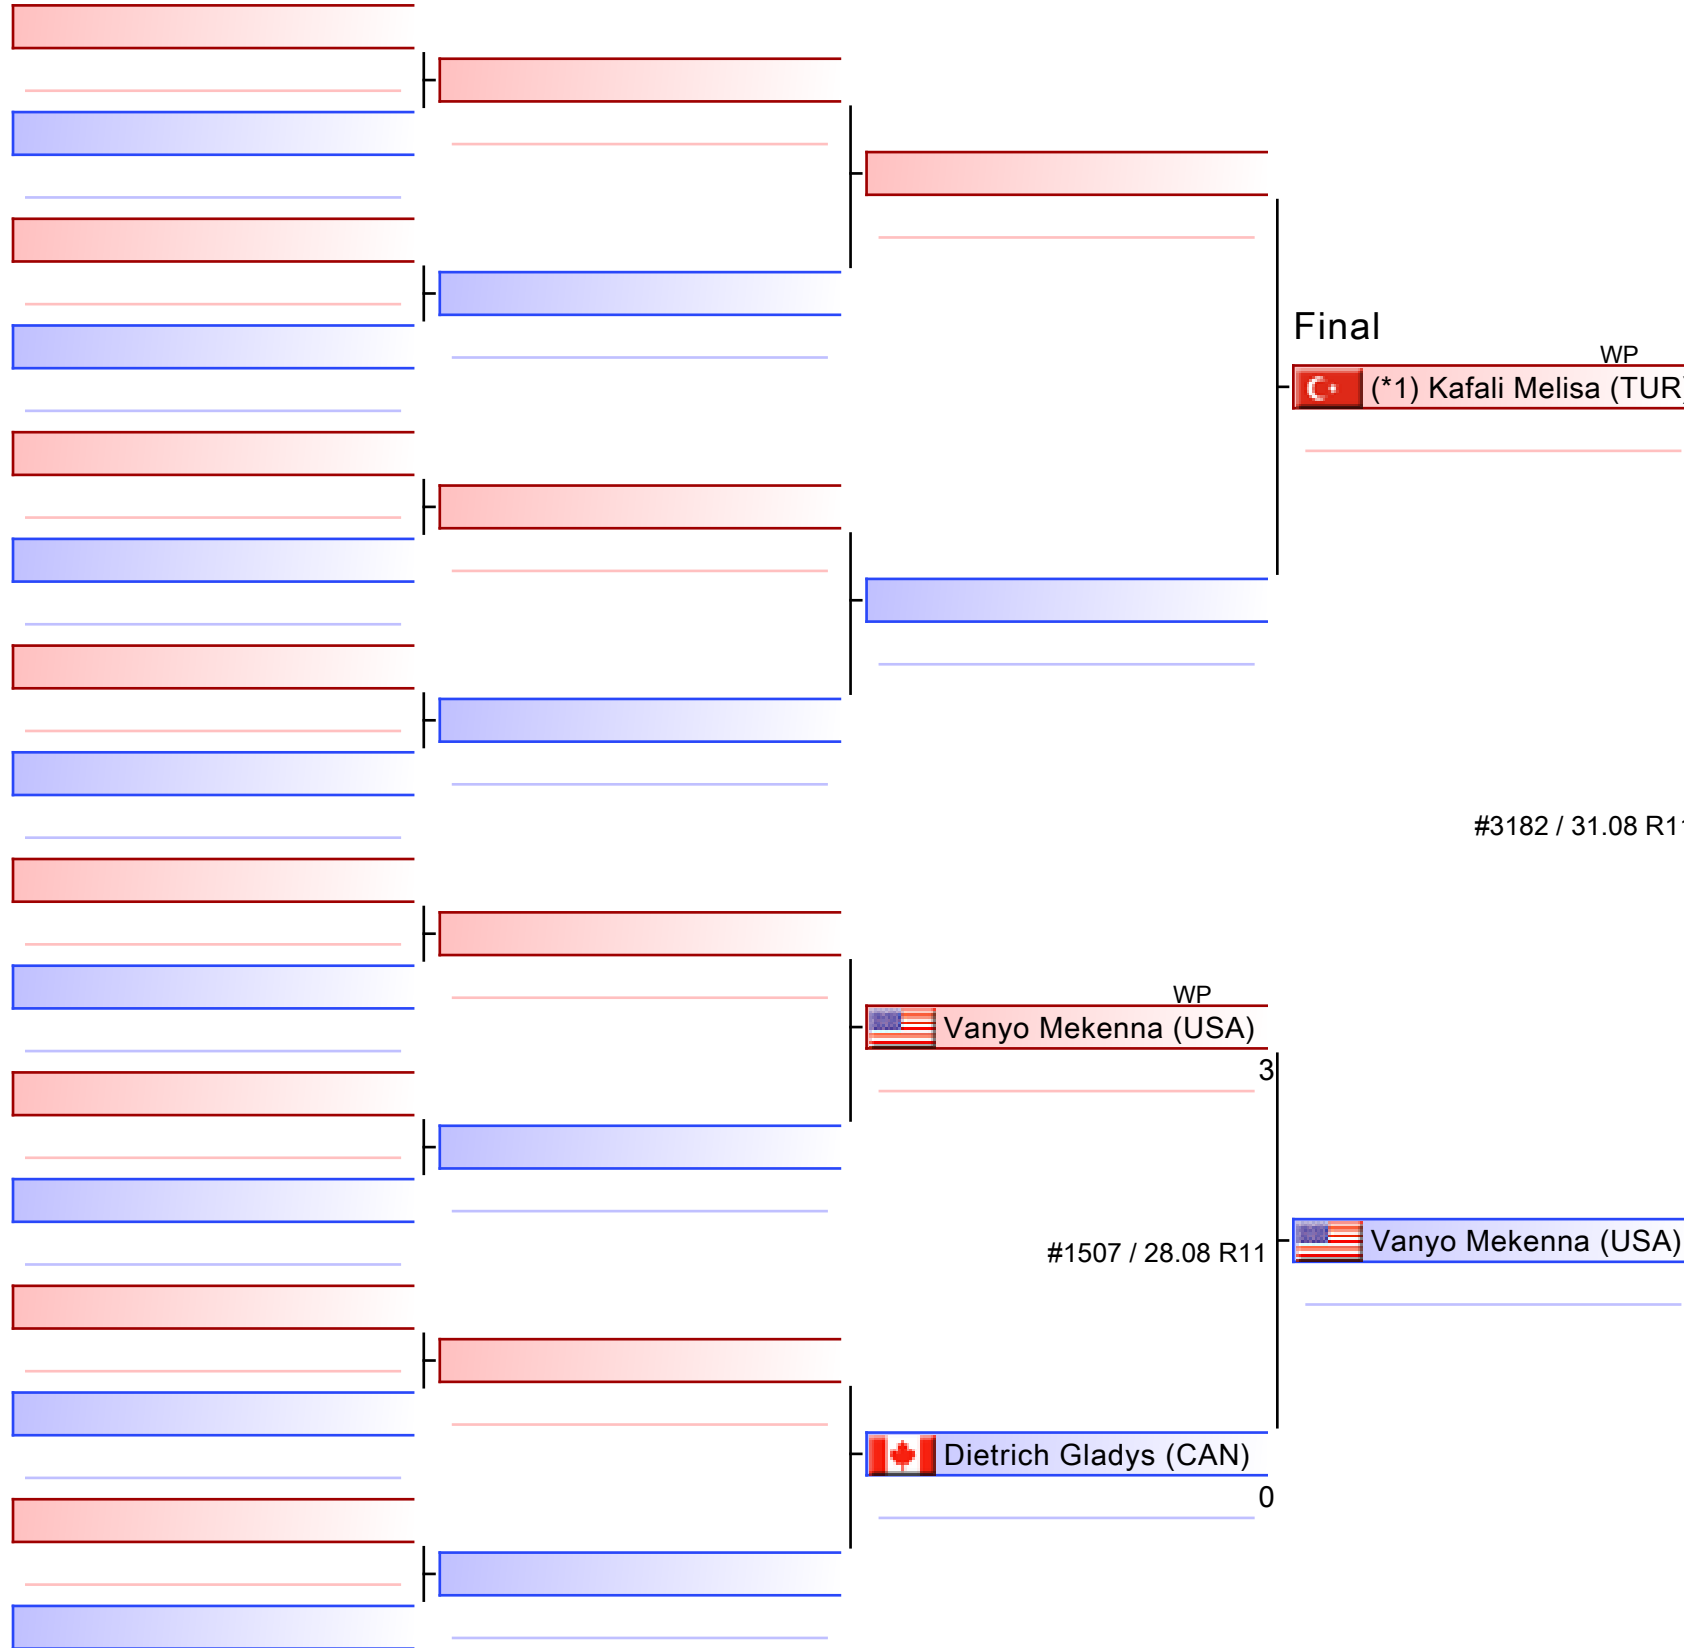 Final
WP
(*1) Kafali Melisa (TUR)
#3182 / 31.08 R11
WP
Vanyo Mekenna (USA)
3
#1507 / 28.08 R11
Vanyo Mekenna (USA)
Dietrich Gladys (CAN)
0